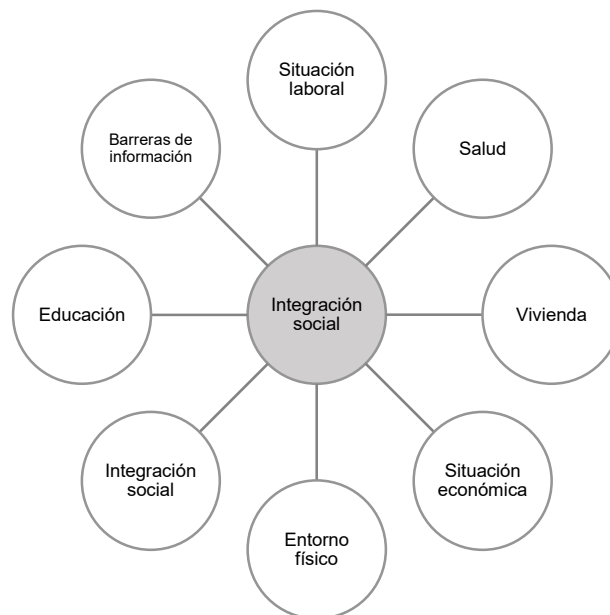 Situación
laboral
Barreras de
información
Salud
Educación
Integración
social
Vivienda
Integración
social
Situación
económica
Entorno
físico